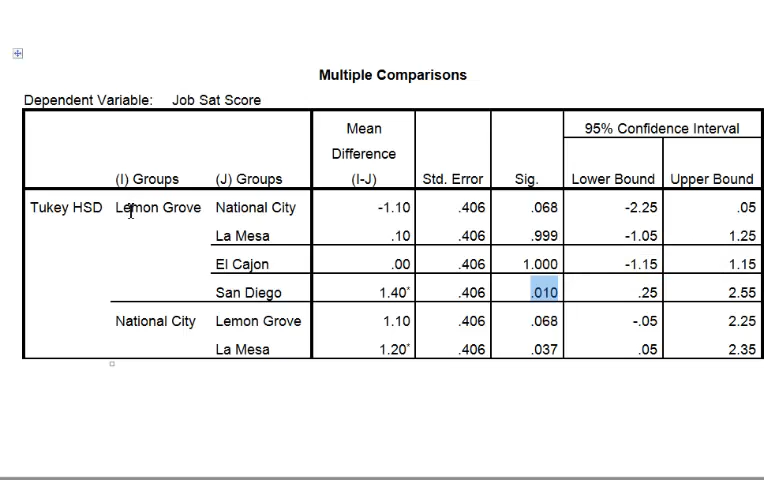 Multiple Comparisons
Dependent Variable: Job Sat Score
Mean Difference (I-J)
95% Confidence Interval
(I) Groups (J) Groups Std. Error Sig. Lower Bound Upper Bound
Tukey HSD Lemon Grove National City -1.10 .406 .068 -2.25 .05
La Mesa .10 .406 .999 -1.05 1.25
El Cajon .00 .406 1.000 -1.15 1.15
San Diego 1.40* .406 .010 .25 2.55
National City Lemon Grove 1.10 .406 .068 -.05 2.25
La Mesa 1.20* .406 .037 .05 2.35